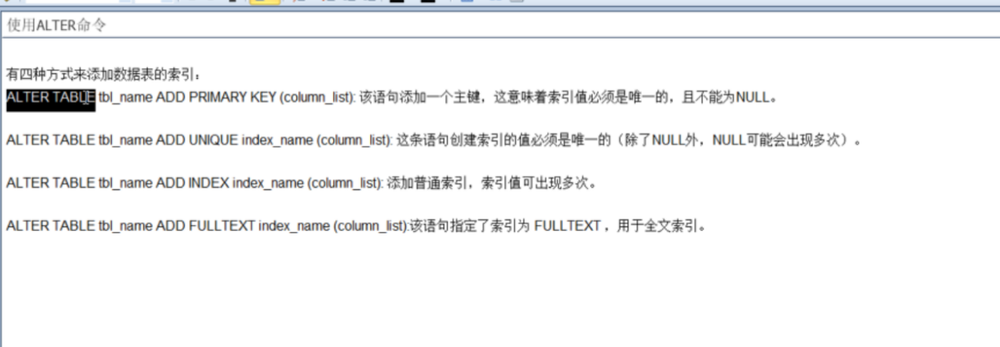 使用ALTER命令
有四种方式来添加数据表的索引：
ALTER TABLE tbl_name ADD PRIMARY KEY (column_list): 该语句添加一个主键，这意味着索引值必须是唯一的，且不能为NULL。
ALTER TABLE tbl_name ADD UNIQUE index_name (column_list): 这条语句创建索引的值必须是唯一的（除了NULL外，NULL可能会出现多次）。
ALTER TABLE tbl_name ADD INDEX index_name (column_list): 添加普通索引，索引值可出现多次。
ALTER TABLE tbl_name ADD FULLTEXT index_name (column_list):该语句指定了索引为 FULLTEXT ，用于全文索引。